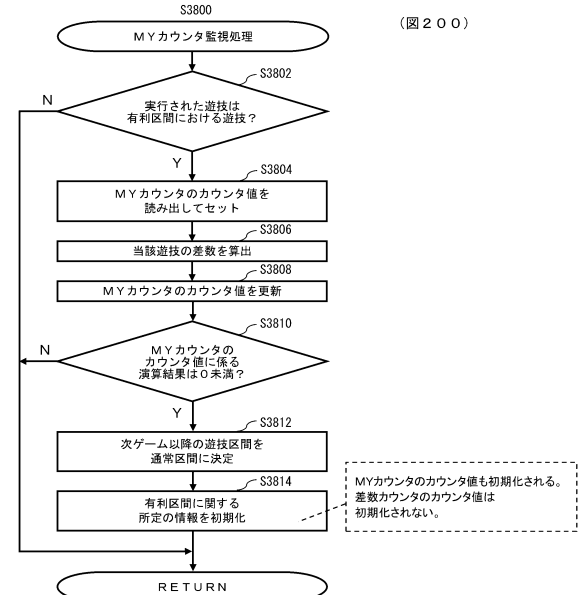 S3800
（図２００）
ＭＹカウンタ監視処理
S3802
N
実行された遊技は
有利区間における遊技？
Y
S3804
ＭＹカウンタのカウンタ値を
読み出してセット
S3806
当該遊技の差数を算出
S3808
ＭＹカウンタのカウンタ値を更新
S3810
N
ＭＹカウンタの
カウンタ値に係る
演算結果は０未満？
Y
S3812
次ゲーム以降の遊技区間を
通常区間に決定
S3814
有利区間に関する
所定の情報を初期化
MYカウンタのカウンタ値も初期化される。
差数カウンタのカウンタ値は
初期化されない。
ＲＥＴＵＲＮ